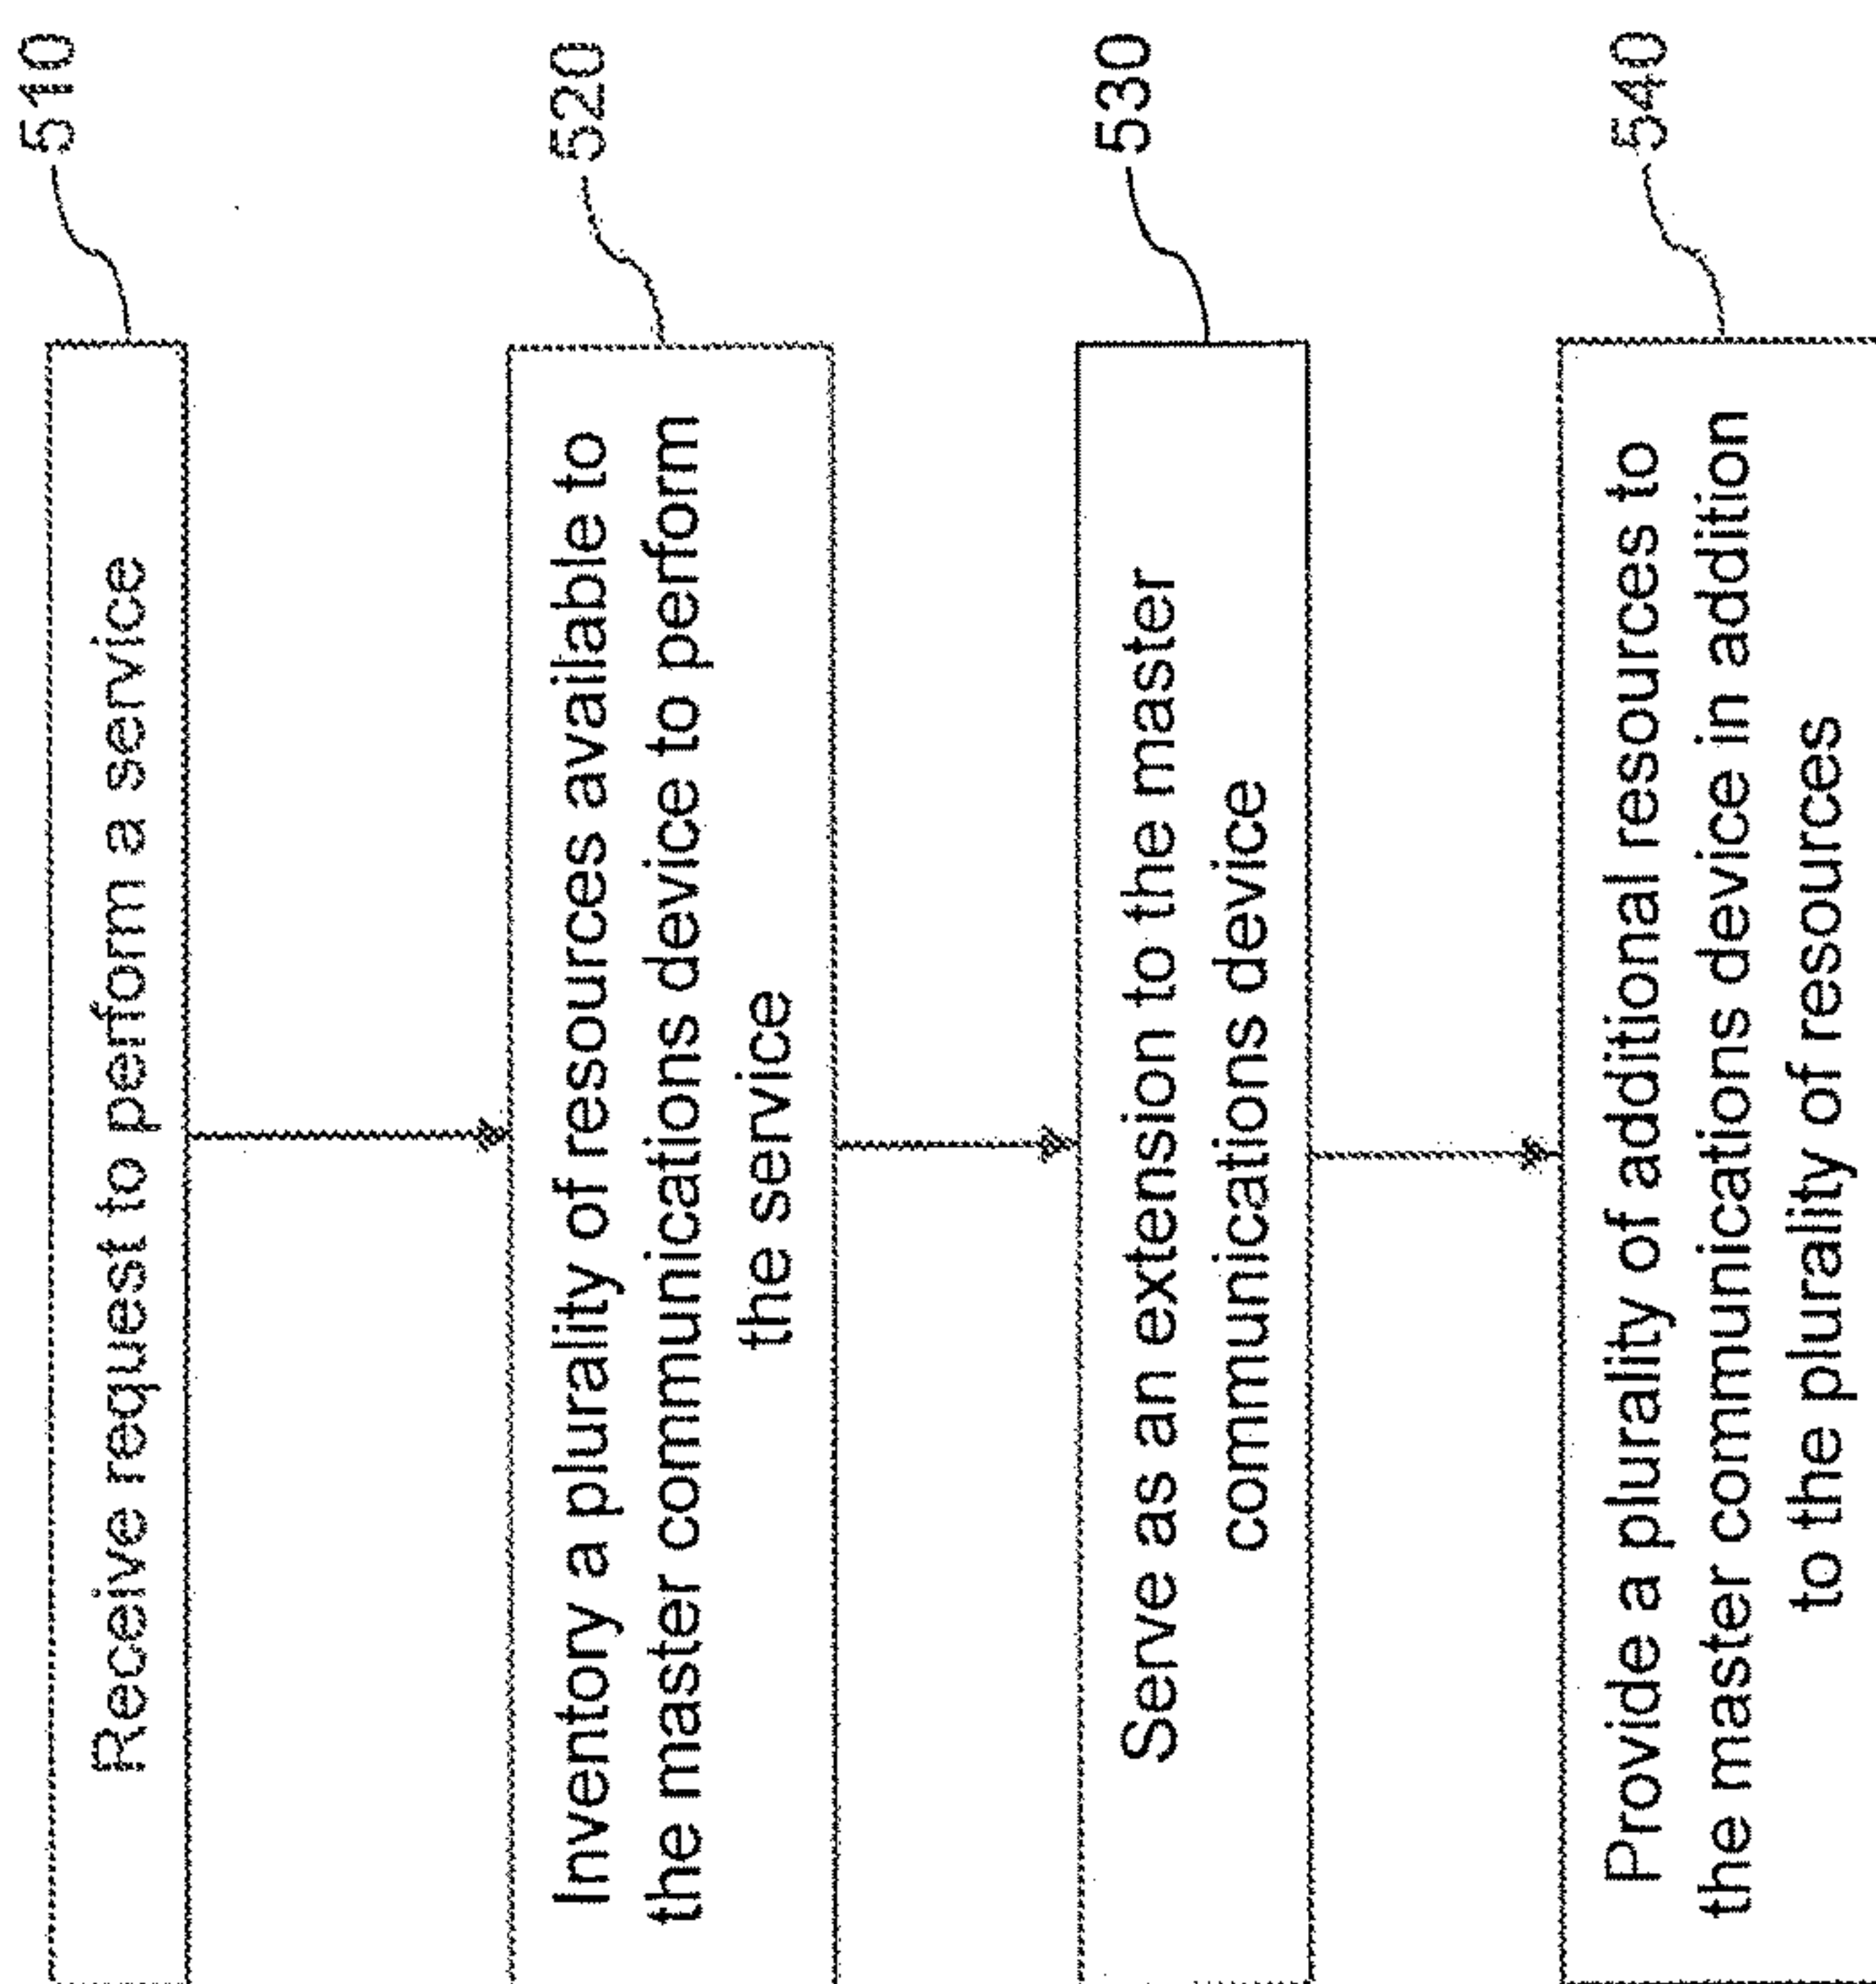 Receive request to perform a service
510
Inventory a plurality of resources available to
the master communications device to perform
the service
520
Serve as an extension to the master
communications device
530
Provide a plurality of additional resources to
the master communications device in addition
to the plurality of resources
540